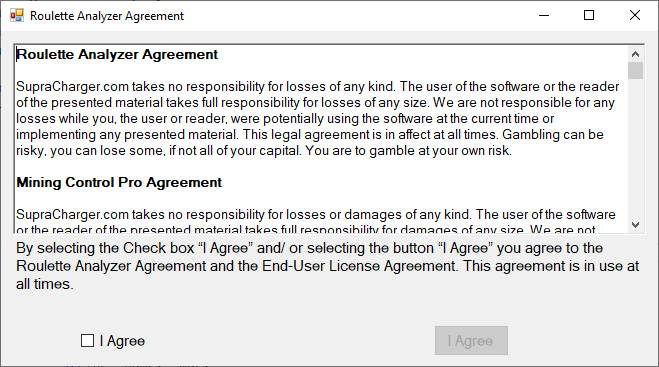 Roulette Analyzer Agreement
Roulette Analyzer Agreement
SupraCharger.com takes no responsibility for losses of any kind. The user of the software or the reader
of the presented material takes full responsibility for losses of any size. We are not responsible for any
losses while you, the user or reader, were potentially using the software at the current time or
implementing any presented material. This legal agreement is in affect at all times. Gambling can be
risky, you can lose some, if not all of your capital. You are to gamble at your own risk.
Mining Control Pro Agreement
SupraCharger.com takes no responsibility for losses or damages of any kind. The user of the software
or the reader of the presented material takes full responsibility for damages of any size. We are not
By selecting the Check box “I Agree” and/ or selecting the button “I Agree” you agree to the
Roulette Analyzer Agreement and the End-User License Agreement. This agreement is in use at
all times.
I Agree
I Agree